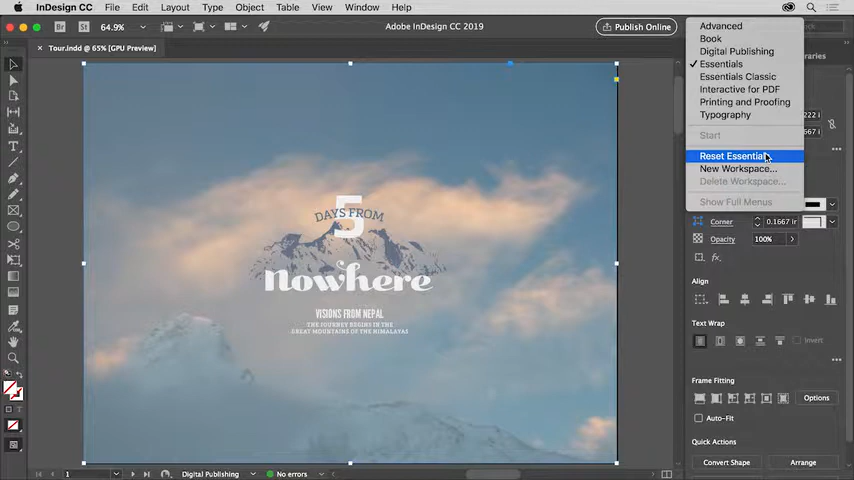 InDesign CC File Edit Layout Type Object Table View Window Help
64.9%
Adobe InDesign CC 2019
Publish Online
Tour.indd @ 65% [GPU Preview]
Advanced
Book
Digital Publishing
Essentials
Essentials Classic
Interactive for PDF
Printing and Proofing
Typography
Start
Reset Essential
New Workspace...
Delete Workspace...
Show Full Menus
Corner 0.1667 in
Opacity 100%
fx.
Align
Text Wrap
Invert
Frame Fitting
Options
Auto-Fit
Quick Actions
Convert Shape Arrange
5
DAYS FROM
Nowhere
VISIONS FROM NEPAL
THE JOURNEY BEGINS IN THE
GREAT MOUNTAINS OF THE HIMALAYAS
1 Digital Publishing No errors